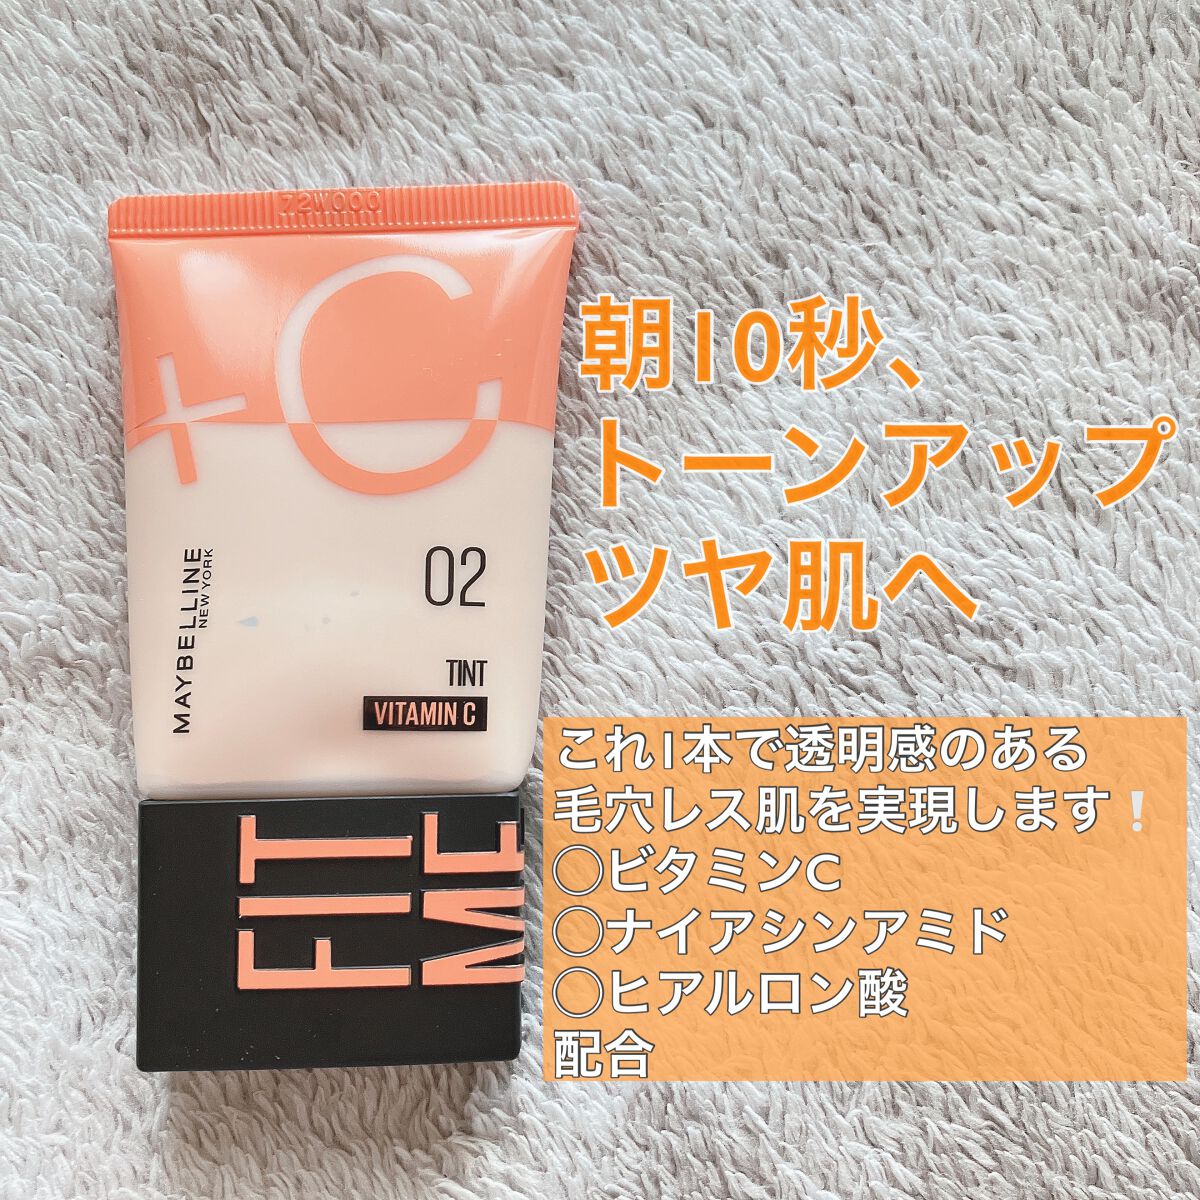 72W000
+C
朝10秒、
トーンアップ
ツヤ肌へ
MAYBELLINE
NEW YORK
02
TINT
VITAMIN C
これ1本で透明感のある
毛穴レス肌を実現します❕
◯ビタミンC
◯ナイアシンアミド
◯ヒアルロン酸
配合
FIT
ME